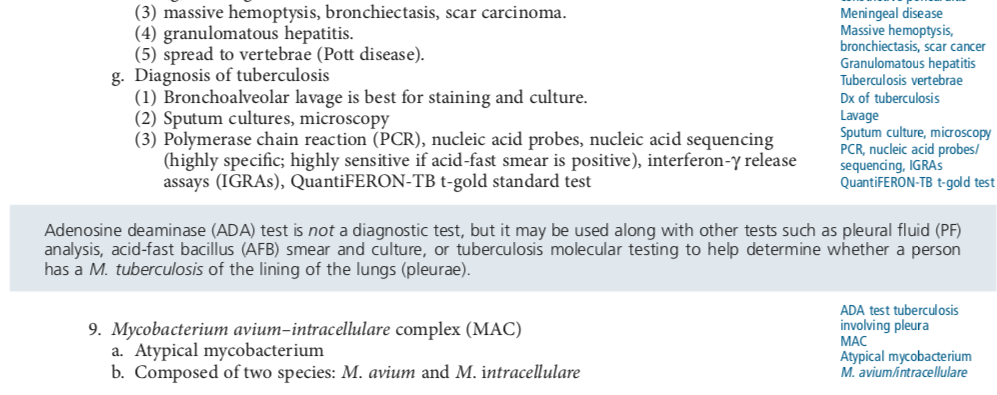 (3) massive hemoptysis, bronchiectasis, scar carcinoma.
(4) granulomatous hepatitis.
(5) spread to vertebrae (Pott disease).
g. Diagnosis of tuberculosis
(1) Bronchoalveolar lavage is best for staining and culture.
(2) Sputum cultures, microscopy
(3) Polymerase chain reaction (PCR), nucleic acid probes, nucleic acid sequencing
(highly specific; highly sensitive if acid-fast smear is positive), interferon-γ release
assays (IGRAs), QuantiFERON-TB t-gold standard test
Meningeal disease
Massive hemoptysis,
bronchiectasis, scar cancer
Granulomatous hepatitis
Tuberculosis vertebrae
Dx of tuberculosis
Lavage
Sputum culture, microscopy
PCR, nucleic acid probes/
sequencing, IGRAs
QuantiFERON-TB t-gold test
Adenosine deaminase (ADA) test is not a diagnostic test, but it may be used along with other tests such as pleural fluid (PF)
analysis, acid-fast bacillus (AFB) smear and culture, or tuberculosis molecular testing to help determine whether a person
has a M. tuberculosis of the lining of the lungs (pleurae).
9. Mycobacterium avium–intracellulare complex (MAC)
a. Atypical mycobacterium
b. Composed of two species: M. avium and M. intracellulare
ADA test tuberculosis
involving pleura
MAC
Atypical mycobacterium
M. avium/intracellulare